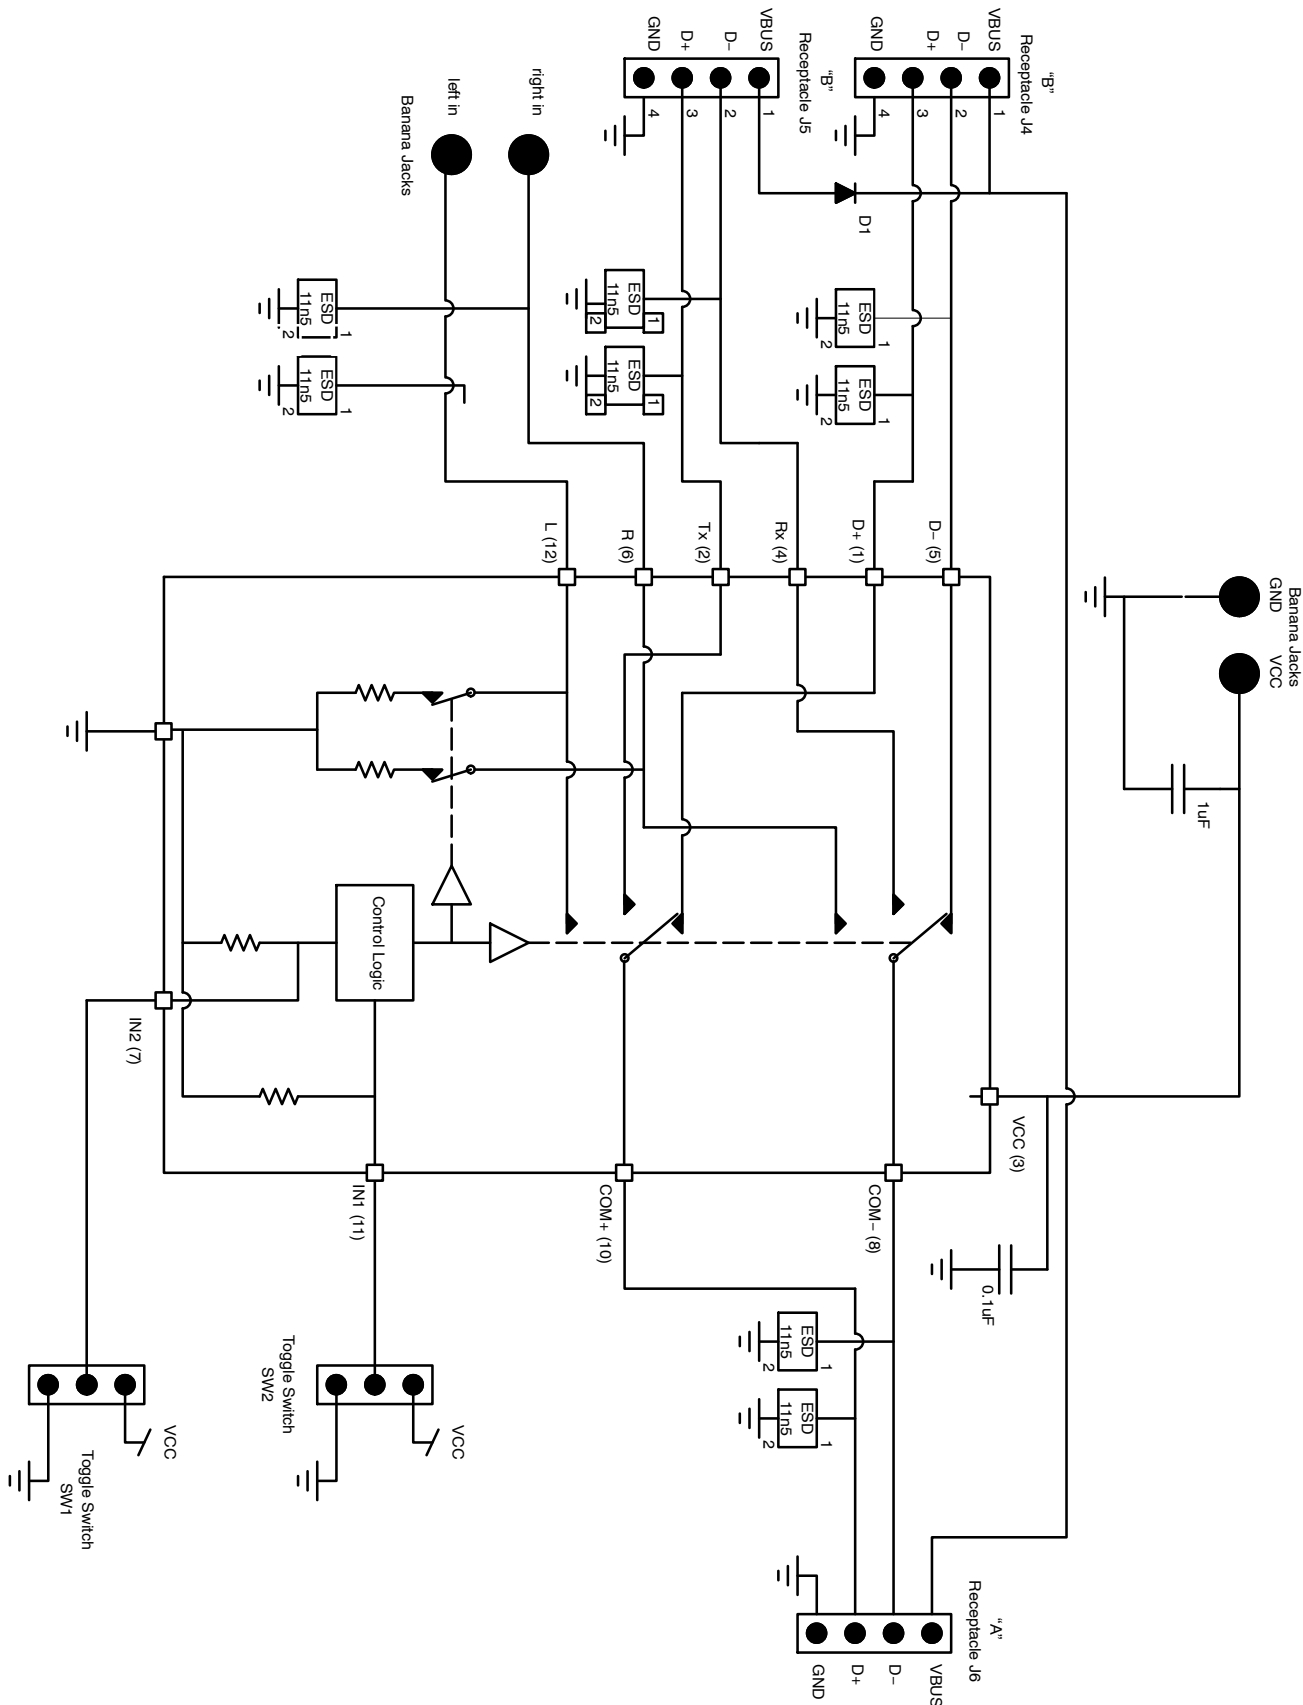 "B"
Receptacle J4
VBUS
D–
D+
GND
1
2
3
4
"B"
Receptacle J5
VBUS
D–
D+
GND
1
2
3
4
D1
right in
left in
Banana Jacks
ESD
11n5
1
2
ESD
11n5
1
2
ESD
11n5
1
2
ESD
11n5
1
2
ESD
11n5
1
2
ESD
11n5
1
2
Banana Jacks
GND
VCC
1uF
D– (5)
D+ (1)
Rx (4)
Tx (2)
R (6)
L (12)
Control Logic
IN2 (7)
IN1 (11)
COM+ (10)
COM– (8)
VCC (3)
0.1uF
ESD
11n5
1
2
ESD
11n5
1
2
Toggle Switch
SW2
VCC
Toggle Switch
SW1
VCC
"A"
Receptacle J6
VBUS
D–
D+
GND